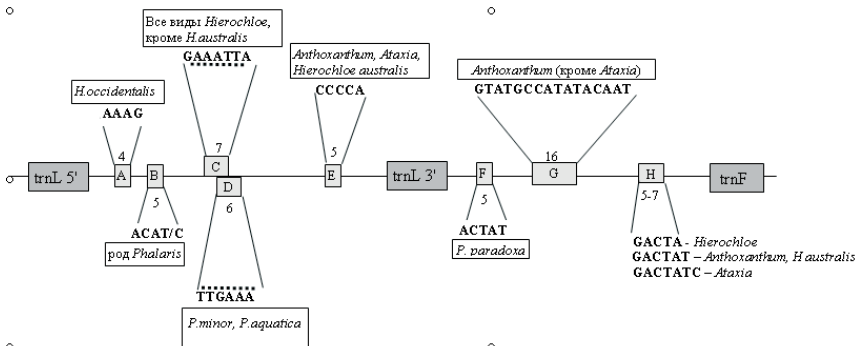 Все виды Hierochloe,
кроме H.australis
GAAATTA
Anthoxanthum, Ataxia,
Hierochloe australis
CCCCA
Anthoxanthum (кроме Ataxia)
GTATGCCATATACAAT
H.occidentalis
AAAG
4
7
5
16
trnL 5'
A
B
C
D
E
trnL 3'
F
G
H
trnF
5
6
5
5-7
ACAT/C
род Phalaris
ACTAT
P. paradoxa
GACTA - Hierochloe
GACTAT – Anthoxanthum, H australis
GACTATC – Ataxia
TTGAAA
P.minor, P.aquatica